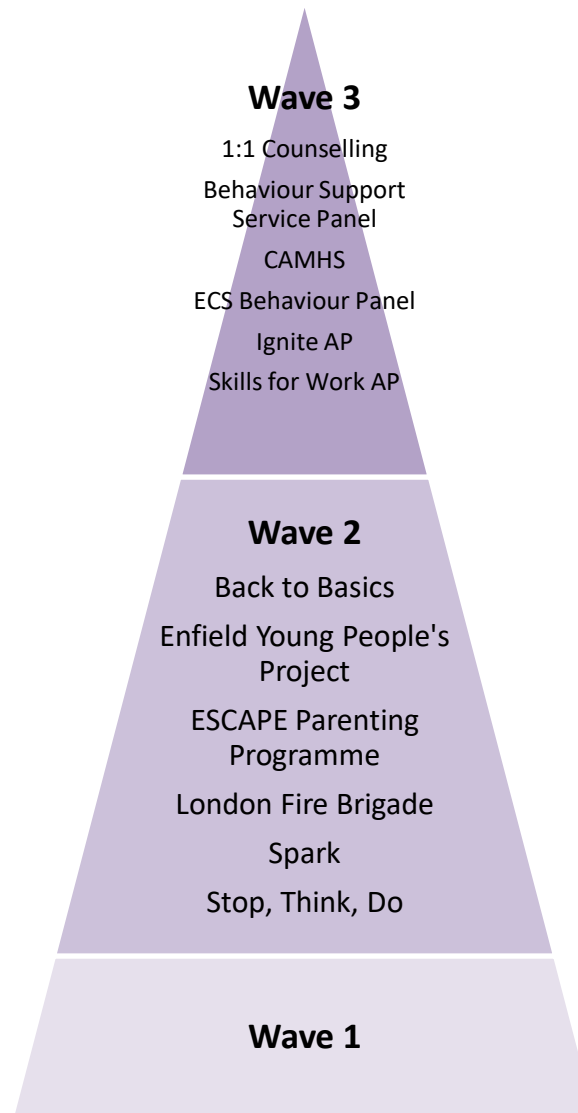 Wave 3
1:1 Counselling
Behaviour Support
Service Panel
CAMHS
ECS Behaviour Panel
Ignite AP
Skills for Work AP
Wave 2
Back to Basics
Enfield Young People's
Project
ESCAPE Parenting
Programme
London Fire Brigade
Spark
Stop, Think, Do
Wave 1